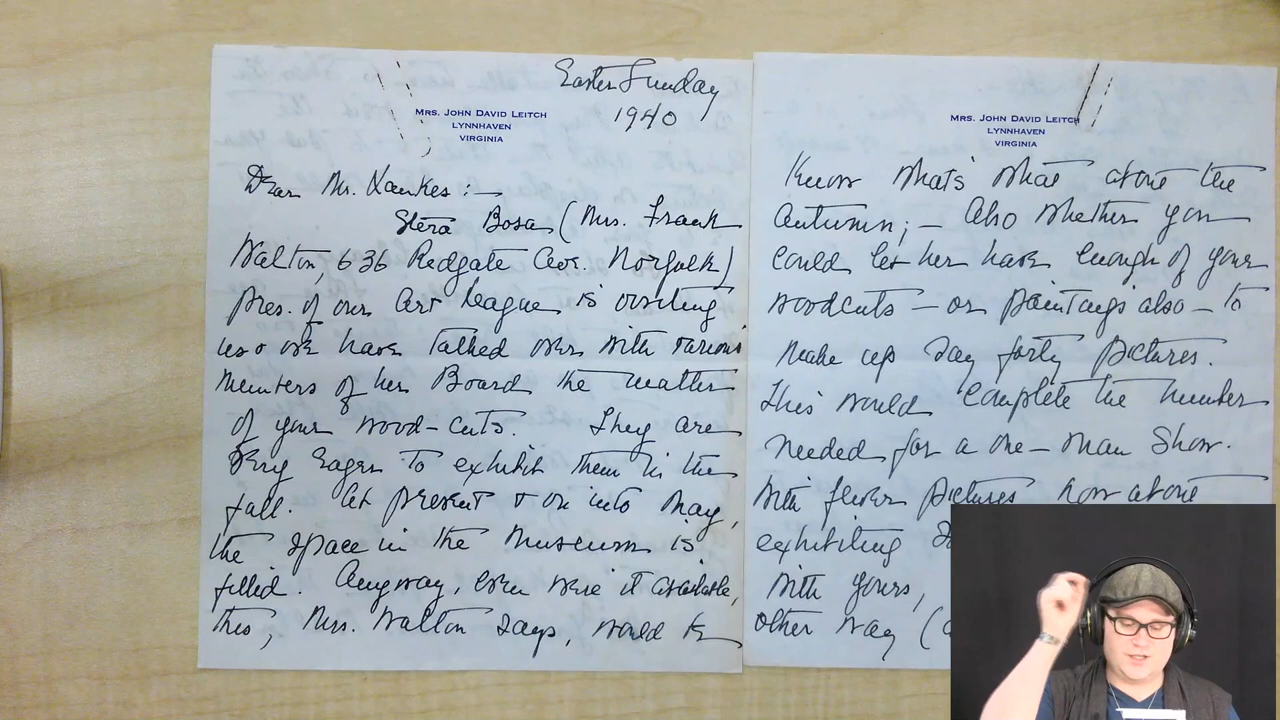 Easter Sunday
1940
MRS. JOHN DAVID LEITCH
LYNNHAVEN
VIRGINIA
Dear Mr. :—
Bosa (Mrs. Frank
Walton, 636 Redgate Ave. Norfolk)
pres. of our Art League is visiting
us & we have talked over with various
members of her Board the matter
of your wood-cuts. They are
very eager to exhibit them in the
fall. At present & on into May,
the space in the Museum is
filled. Anyway, even were it available,
this, Mrs. Walton says, would be
MRS. JOHN DAVID LEITCH
LYNNHAVEN
VIRGINIA
Know what's what about the
Autumn; — Also whether you
could let her have enough of your
woodcuts — or paintings also — to
make up say forty pictures.
This would complete the number
needed for a one-man show.
With fewer pictures how about
exhibiting
with yours,
other way (